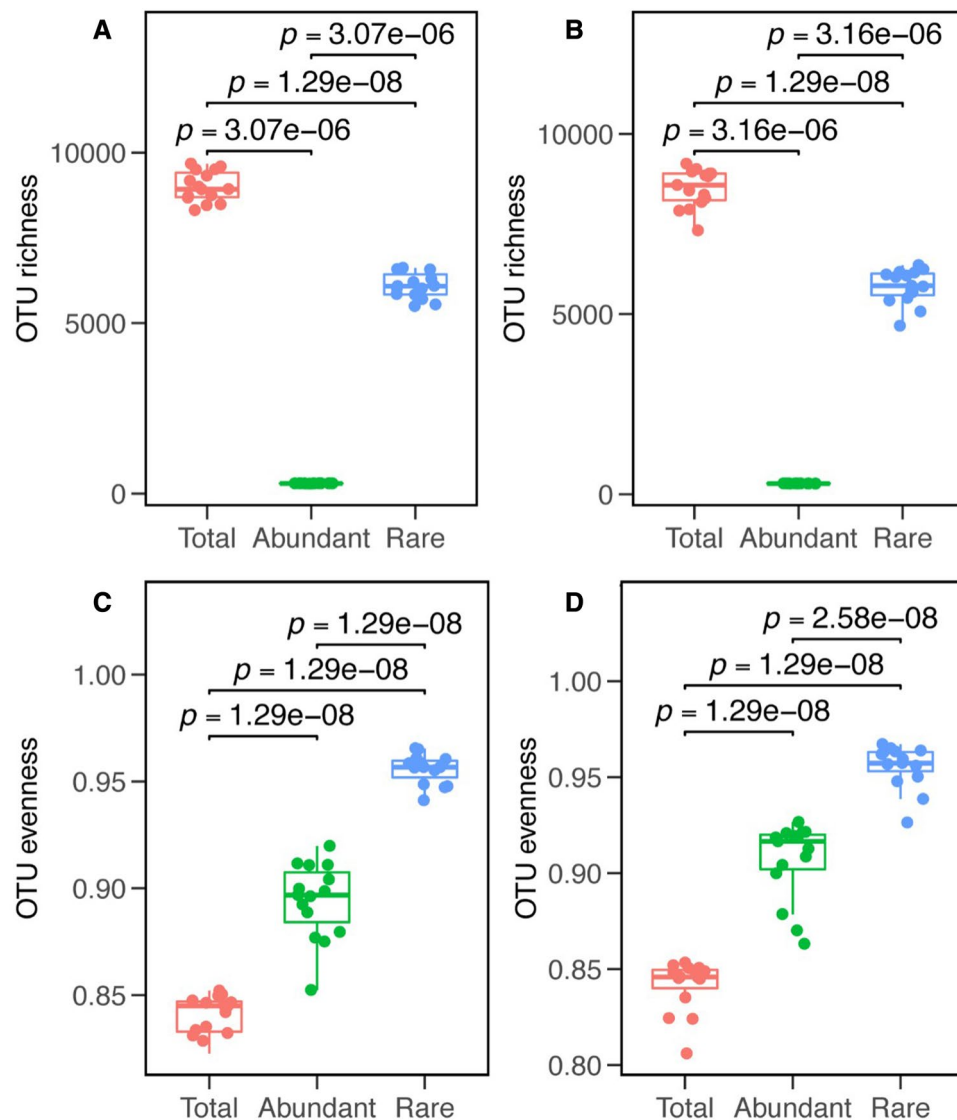 A
p = 3.07e−06
p = 1.29e−08
p = 3.07e−06
OTU richness
10000
5000
0
Total Abundant Rare
B
p = 3.16e−06
p = 1.29e−08
p = 3.16e−06
OTU richness
10000
5000
0
Total Abundant Rare
C
p = 1.29e−08
p = 1.29e−08
p = 1.29e−08
OTU evenness
1.00
0.95
0.90
0.85
Total Abundant Rare
D
p = 2.58e−08
p = 1.29e−08
p = 1.29e−08
OTU evenness
1.00
0.95
0.90
0.85
0.80
Total Abundant Rare